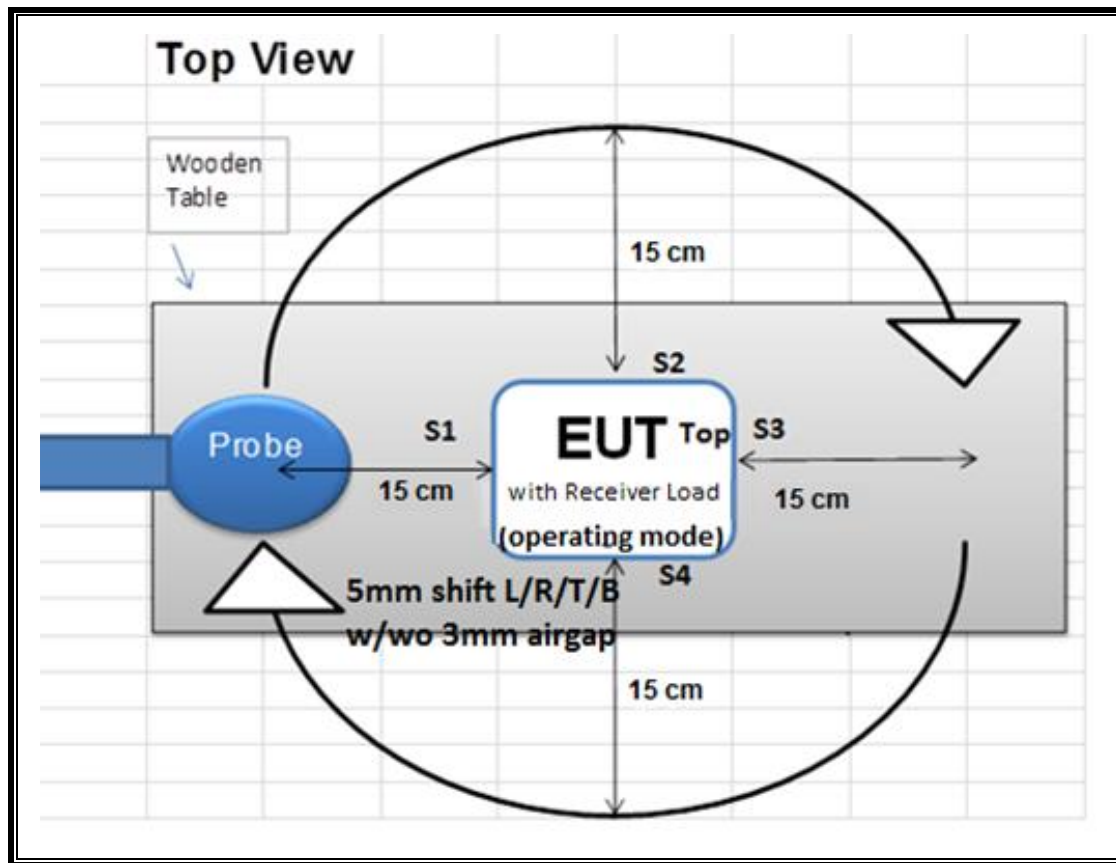 Top View
Wooden
Table
15 cm
S2
Probe
S1
EUT Top
S3
15 cm
with Receiver Load
15 cm
(operating mode)
S4
5mm shift L/R/T/B
w/wo 3mm airgap
15 cm